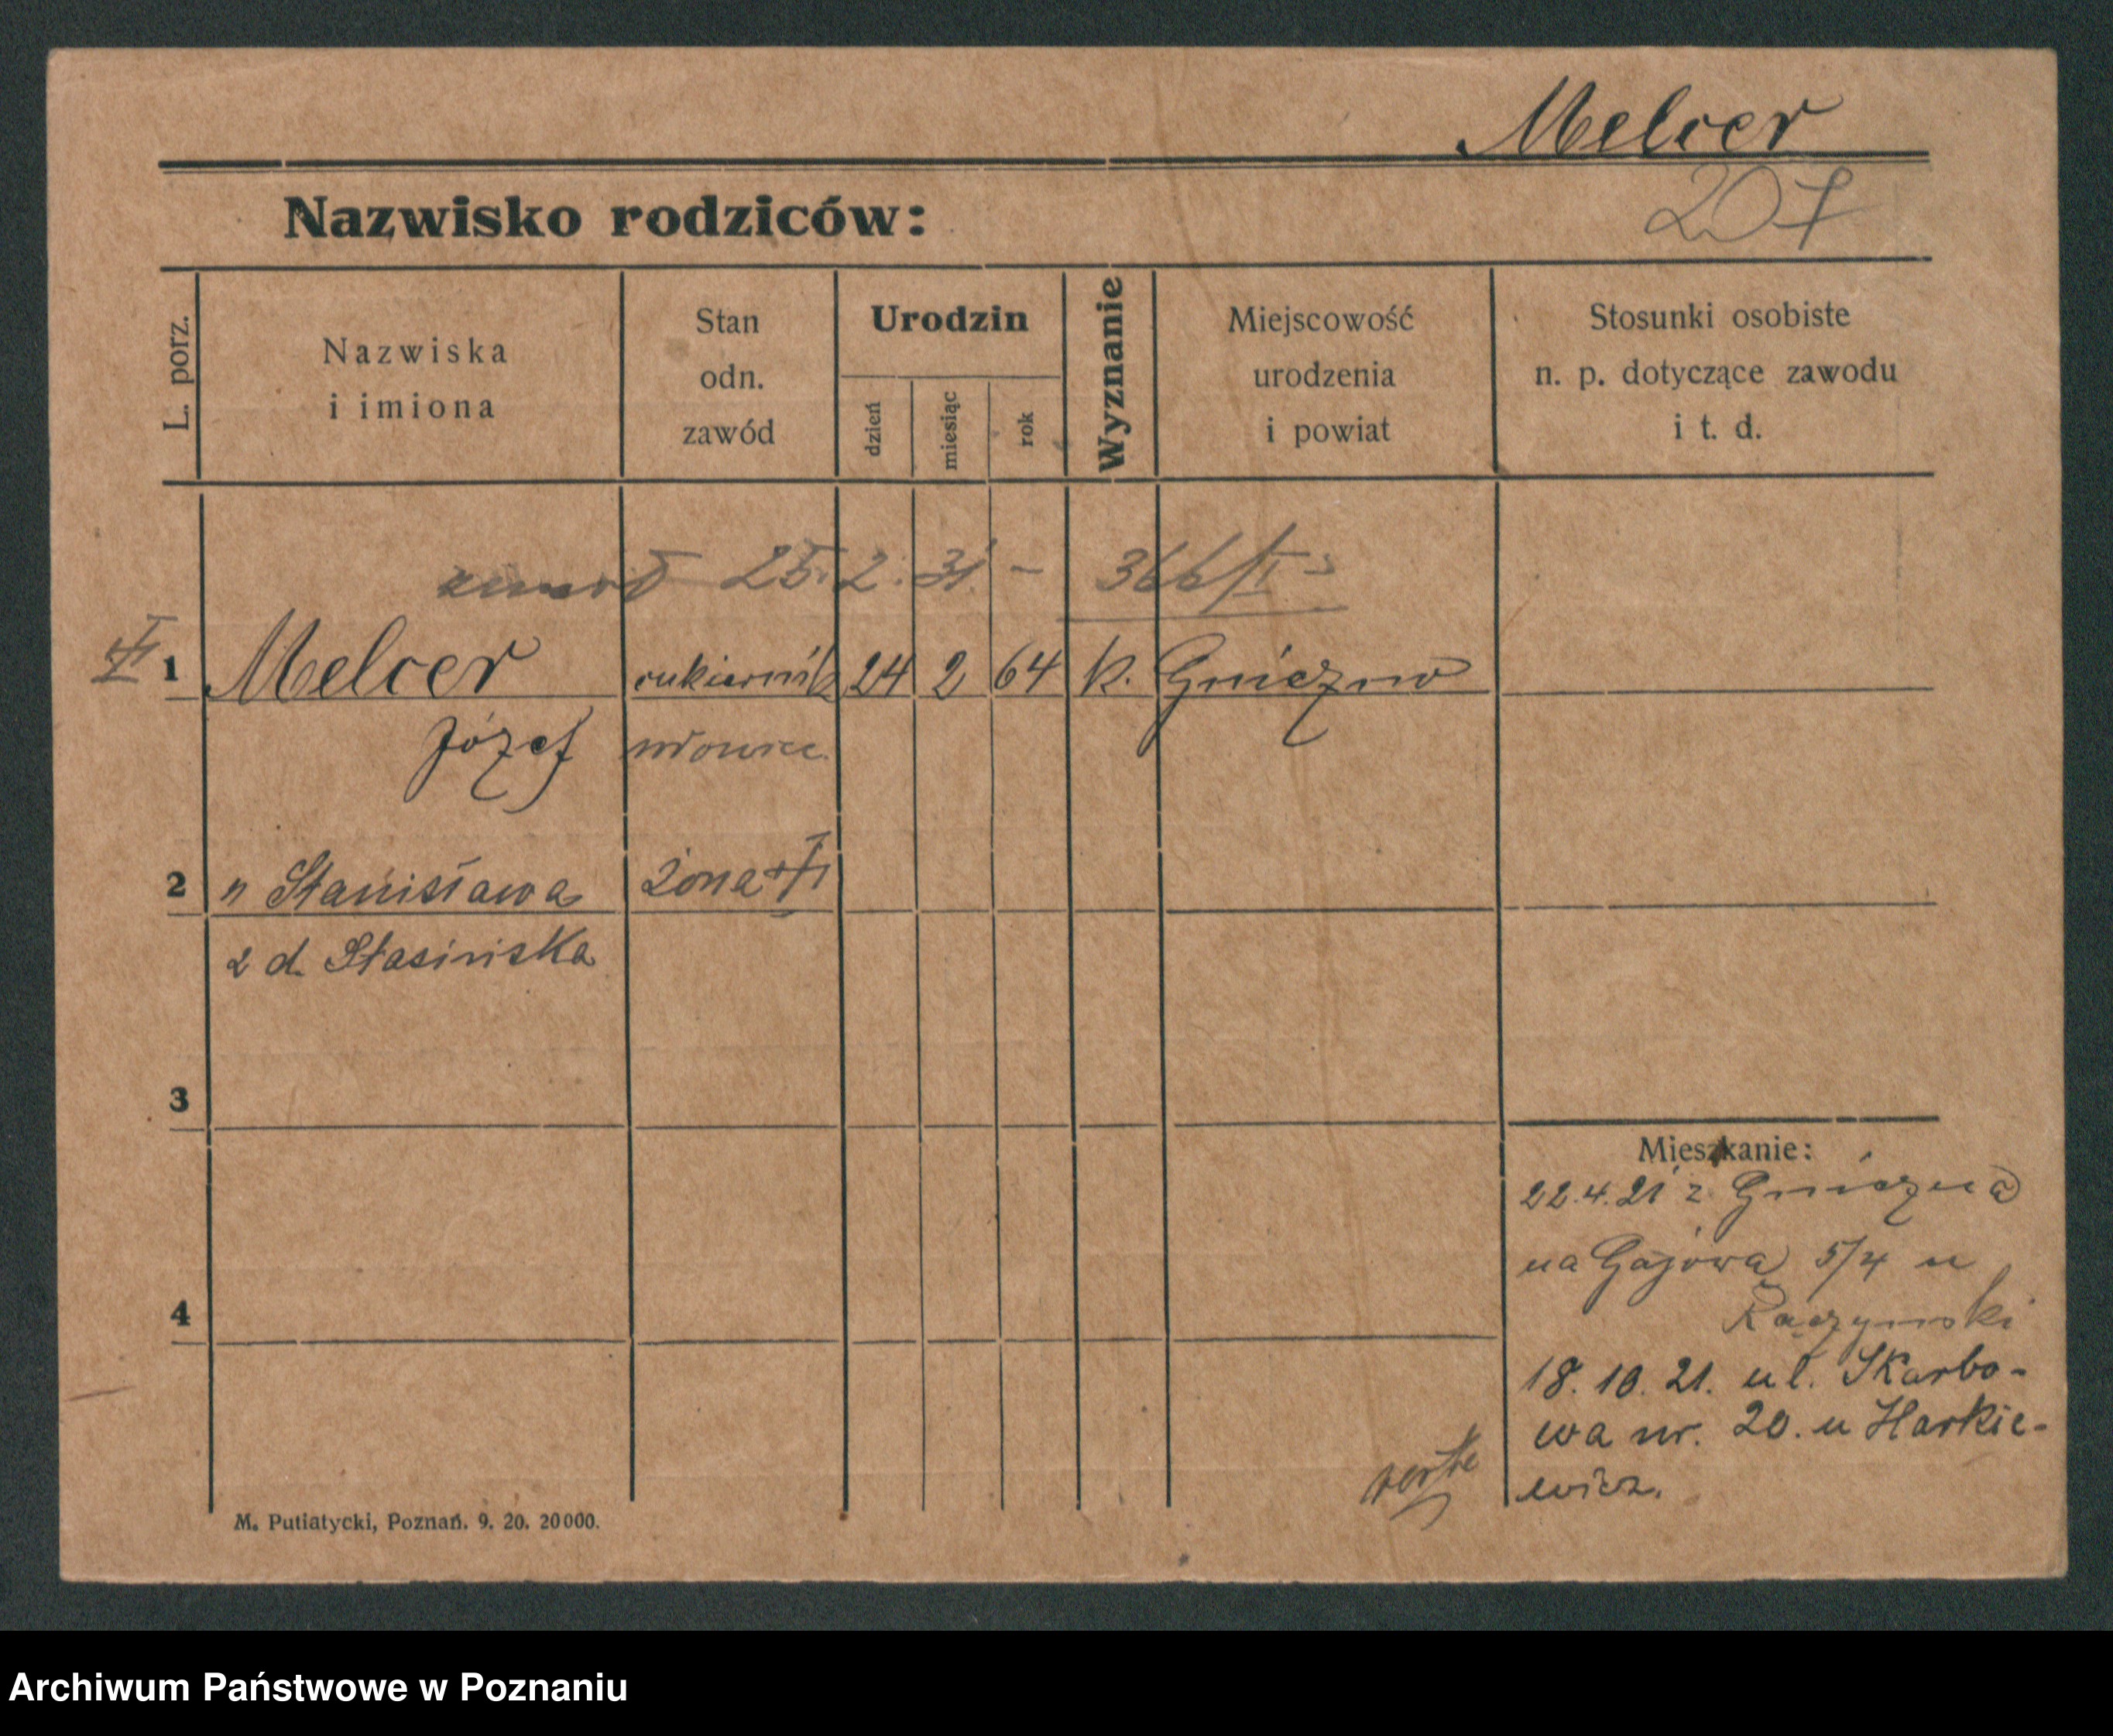 Melcer
207
Nazwisko rodziców:
L. porz.
Nazwiska
i imiona
Stan
odn.
zawód
Urodzin
dzień
miesiąc
rok
Wyznanie
Miejscowość
urodzenia
i powiat
Stosunki osobiste
n. p. dotyczące zawodu
i t. d.
zmarł 25.2.31 –
1 Melcer cukiernik 24 2 64 k. Gniezno
Józef wdowiec
2 " Stanisława żona
z d. Stasińska
3
Mieszkanie:
22.4.21 z Gniezna
na Gajowa 5/4 u
Raczyński
4
18.10.21. ul. Skarbo-
wa nr. 20. u Harkie-
wicz.
verte
M. Putiatycki, Poznań. 9. 20. 20000.
Archiwum Państwowe w Poznaniu